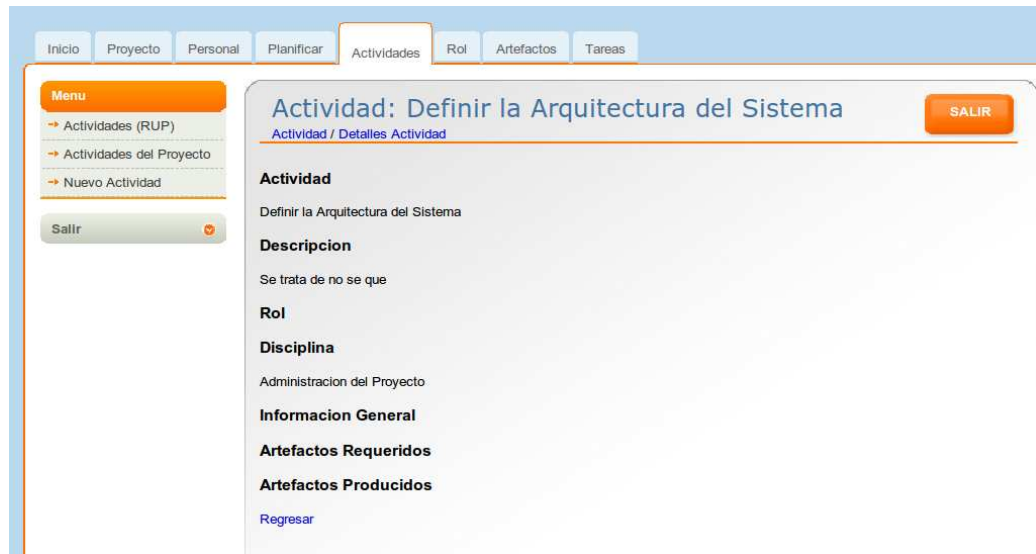 Inicio Proyecto Personal Planificar Actividades Rol Artefactos Tareas
Menu
Actividades (RUP)
Actividades del Proyecto
Nuevo Actividad
Salir
Actividad: Definir la Arquitectura del Sistema
SALIR
Actividad / Detalles Actividad
Actividad
Definir la Arquitectura del Sistema
Descripcion
Se trata de no se que
Rol
Disciplina
Administracion del Proyecto
Informacion General
Artefactos Requeridos
Artefactos Producidos
Regresar